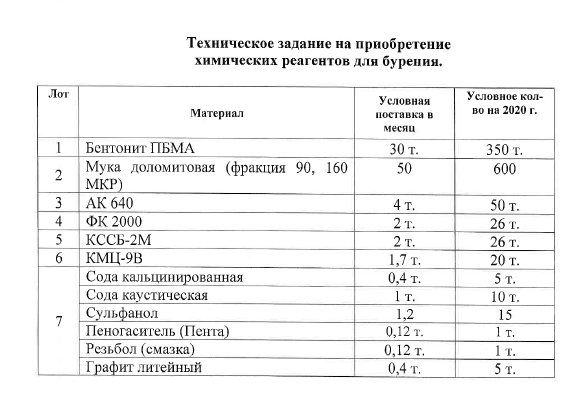 Техническое задание на приобретение
химических реагентов для бурения.
Лот Материал Условная поставка в месяц Условное кол-во на 2020 г.
1 Бентонит ПБМА 30 т. 350 т.
2 Мука доломитовая (фракция 90, 160 МКР) 50 600
3 АК 640 4 т. 50 т.
4 ФК 2000 2 т. 26 т.
5 КССБ-2М 2 т. 26 т.
6 КМЦ-9В 1,7 т. 20 т.
7 Сода кальцинированная 0,4 т. 5 т.
Сода каустическая 1 т. 10 т.
Сульфанол 1,2 15
Пеногаситель (Пента) 0,12 т. 1 т.
Резьбол (смазка) 0,12 т. 1 т.
Графит литейный 0,4 т. 5 т.